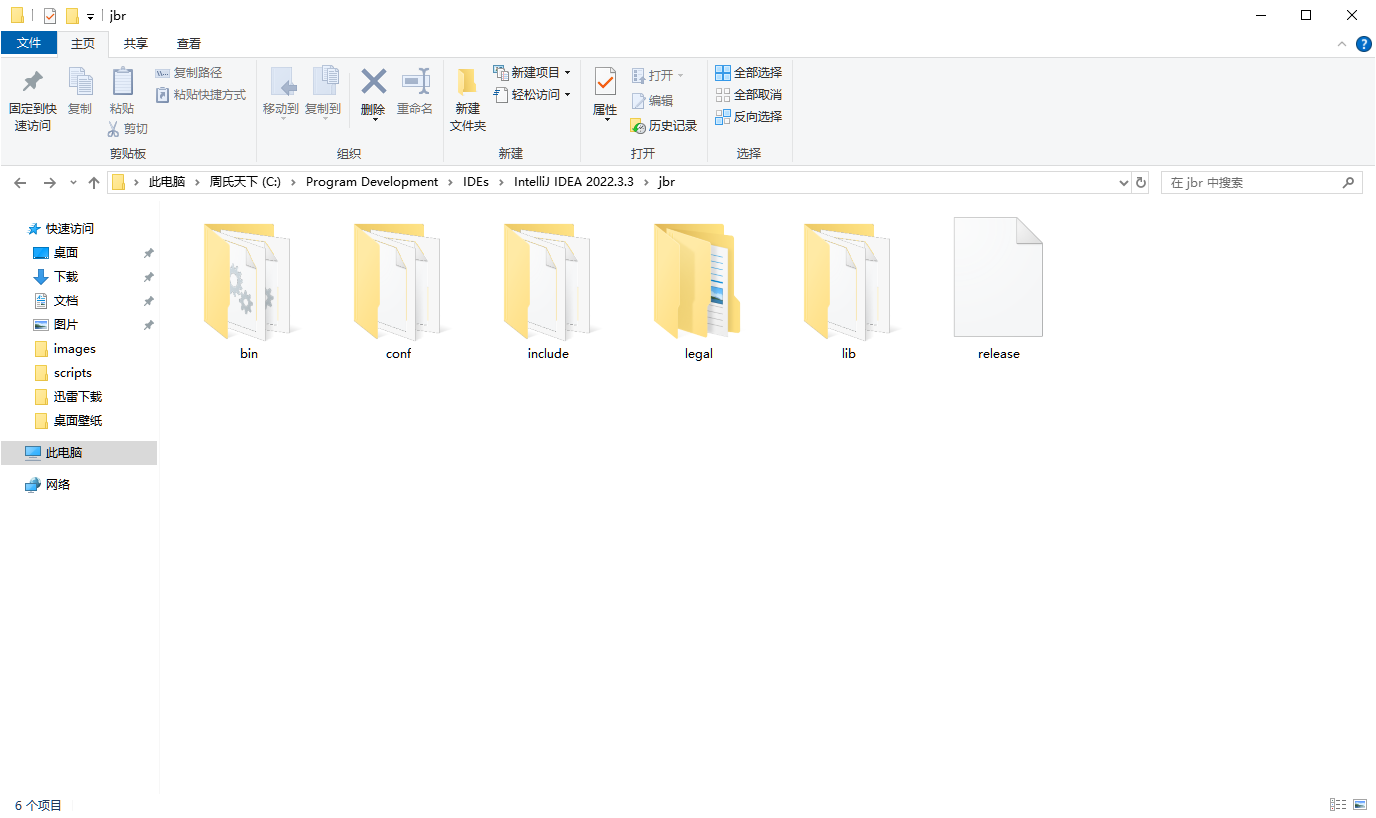 jbr
文件
主页
共享
查看
固定到快
速访问
复制
粘贴
剪切
复制路径
粘贴快捷方式
剪贴板
移动到
复制到
删除
重命名
组织
新建
文件夹
新建项目
轻松访问
新建
属性
打开
编辑
历史记录
打开
全部选择
全部取消
反向选择
选择
此电脑
周氏天下 (C:)
Program Development
IDEs
IntelliJ IDEA 2022.3.3
jbr
在 jbr 中搜索
快速访问
桌面
下载
文档
图片
images
scripts
迅雷下载
桌面壁纸
此电脑
网络
bin
conf
include
legal
lib
release
6 个项目